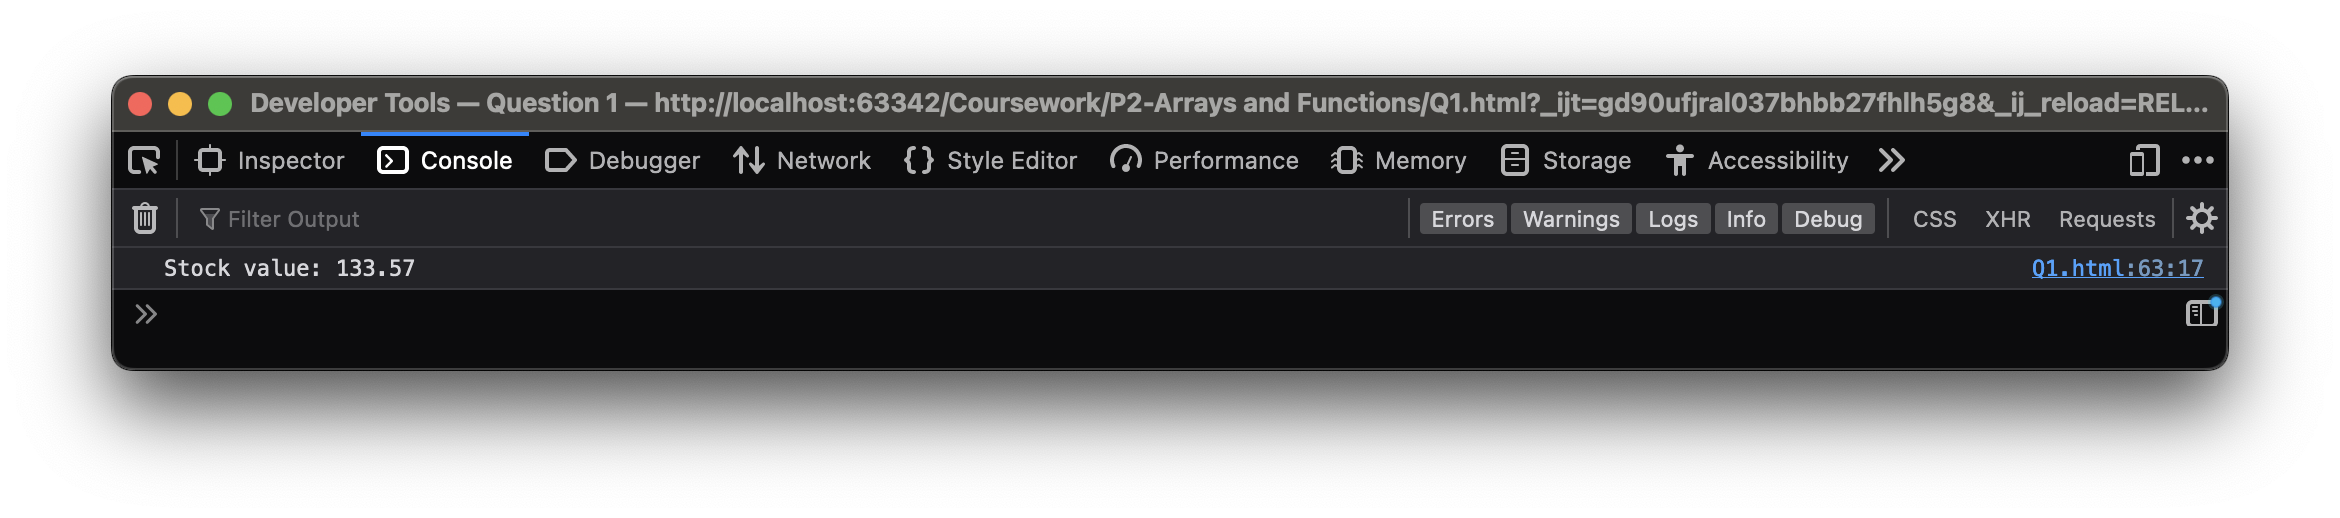 Developer Tools — Question 1 — http://localhost:63342/Coursework/P2-Arrays and Functions/Q1.html?_ijt=gd90ufjral037bhbb27fhlh5g8&_ij_reload=REL...
Inspector Console Debugger Network Style Editor Performance Memory Storage Accessibility
Filter Output Errors Warnings Logs Info Debug CSS XHR Requests
Stock value: 133.57 Q1.html:63:17